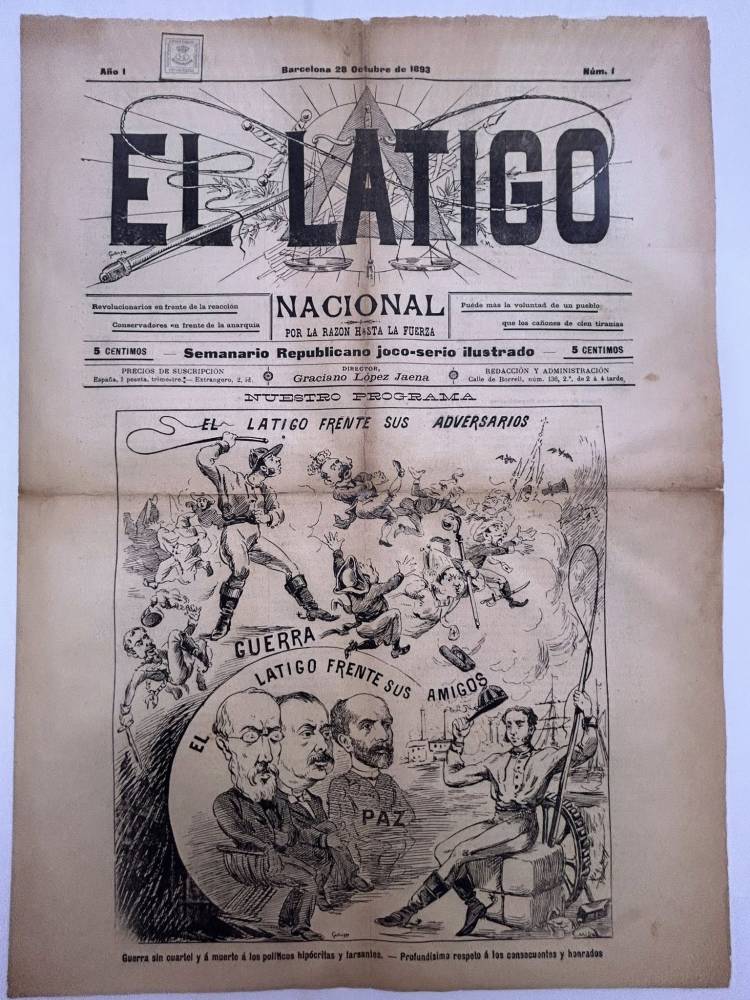 Año I Barcelona 28 Octubre de 1893 Núm. I
EL LATIGO
NACIONAL
POR LA RAZON HASTA LA FUERZA
Revolucionarios en frente de la reacción
Conservadores en frente de la anarquía
Puéde más la voluntad de un pueblo
que los cañones de cien tiranías
5 CENTIMOS — Semanario Republicano joco-serio ilustrado — 5 CENTIMOS
PRECIOS DE SUSCRIPCIÓN
España, 1 peseta, trimestre.—Extrangero, 2, id.
DIRECTOR,
Graciano López Jaena
REDACCIÓN Y ADMINISTRACIÓN
Calle de Borrell, núm. 136, 2.º, de 2 á 4 tarde
NUESTRO PROGRAMA
EL LATIGO FRENTE SUS ADVERSARIOS
GUERRA
EL LATIGO FRENTE SUS AMIGOS
PAZ
Guerra sin cuartel y á muerte á los políticos hipócritas y farsantes. — Profundísimo respeto á los consecuentes y honrados